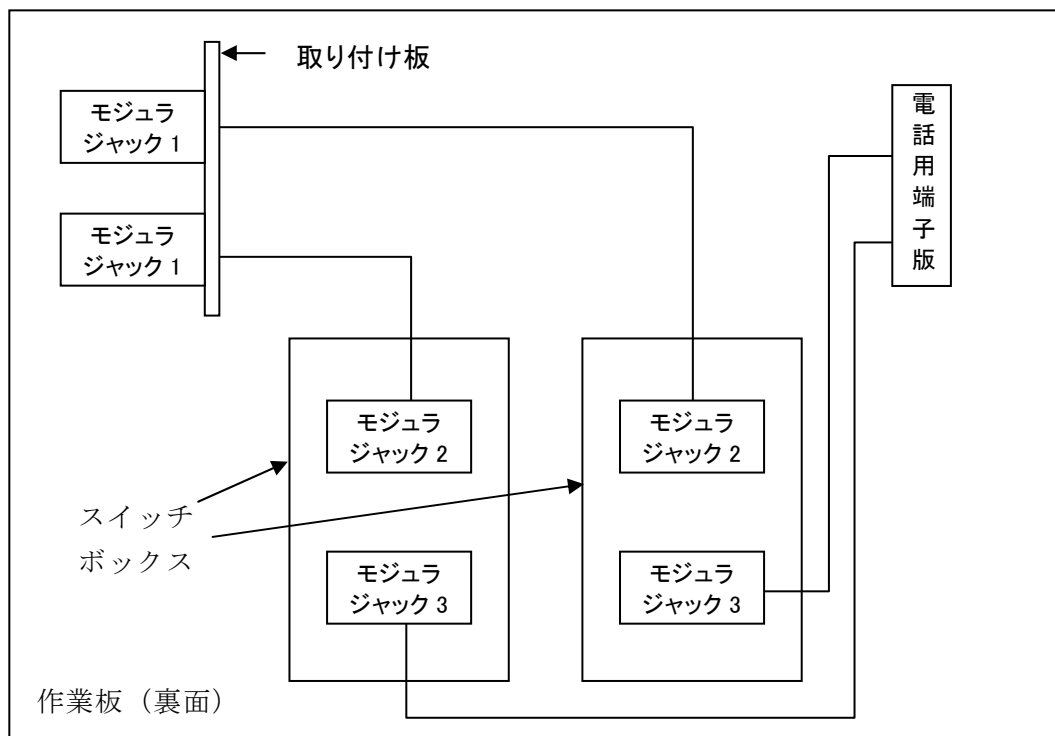 取り付け板
モジュラ
ジャック 1
モジュラ
ジャック 1
電
話
用
端
子
版
モジュラ
ジャック 2
モジュラ
ジャック 2
スイッチ
ボックス
モジュラ
ジャック 3
モジュラ
ジャック 3
作業板（裏面）